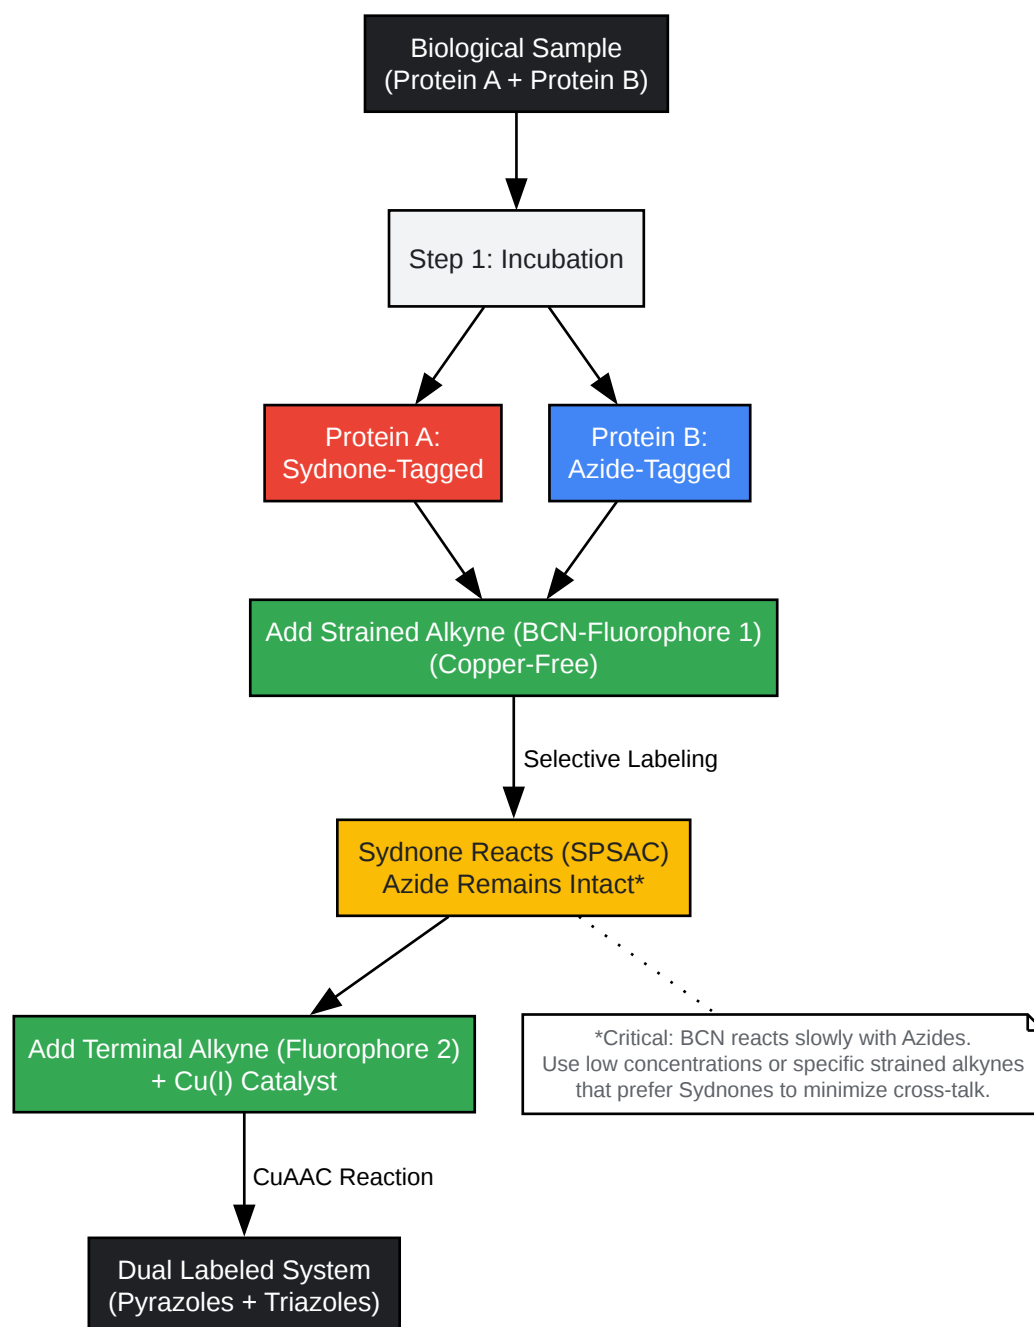 Biological Sample
(Protein A + Protein B)
Step 1: Incubation
Protein A:
Sydnone-Tagged
Protein B:
Azide-Tagged
Add Strained Alkyne (BCN-Fluorophore 1)
(Copper-Free)
Selective Labeling
Sydnone Reacts (SPSAC)
Azide Remains Intact*
Add Terminal Alkyne (Fluorophore 2)
+ Cu(I) Catalyst
*Critical: BCN reacts slowly with Azides.
Use low concentrations or specific strained alkynes
that prefer Sydnones to minimize cross-talk.
CuAAC Reaction
Dual Labeled System
(Pyrazoles + Triazoles)